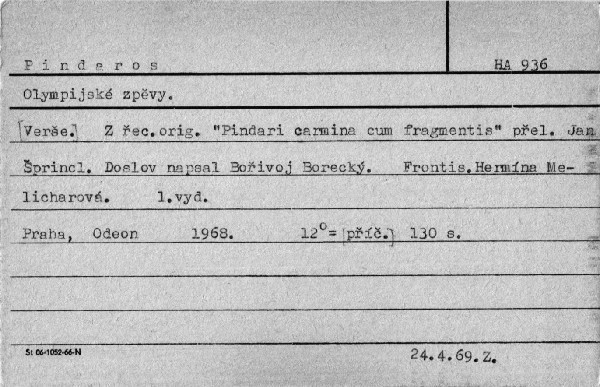 Pindaros
HA 936
Olympijské zpěvy.
[Verše.] Z řec.orig. "Pindari carmina cum fragmentis" přel. Jan
Šprincl. Doslov napsal Bořivoj Borecký. Frontis.Hermína Me-
licharová. 1.vyd.
Praha, Odeon 1968. 12°=[příč.] 130 s.
St 06-1052-66-N
24.4.69.Z.